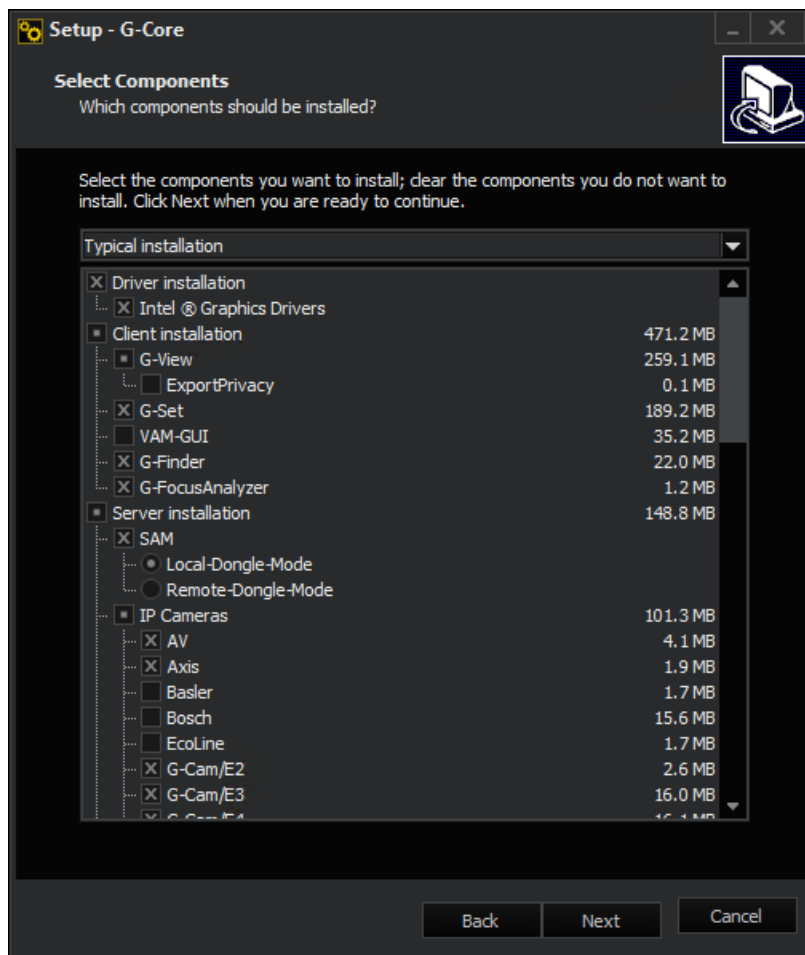 Setup - G-Core
Select Components
Which components should be installed?
Select the components you want to install; clear the components you do not want to
install. Click Next when you are ready to continue.
Typical installation
Driver installation
Intel ® Graphics Drivers
Client installation 471.2 MB
G-View 259.1 MB
ExportPrivacy 0.1 MB
G-Set 189.2 MB
VAM-GUI 35.2 MB
G-Finder 22.0 MB
G-FocusAnalyzer 1.2 MB
Server installation 148.8 MB
SAM
Local-Dongle-Mode
Remote-Dongle-Mode
IP Cameras 101.3 MB
AV 4.1 MB
Axis 1.9 MB
Basler 1.7 MB
Bosch 15.6 MB
EcoLine 1.7 MB
G-Cam/E2 2.6 MB
G-Cam/E3 16.0 MB
Back Next Cancel